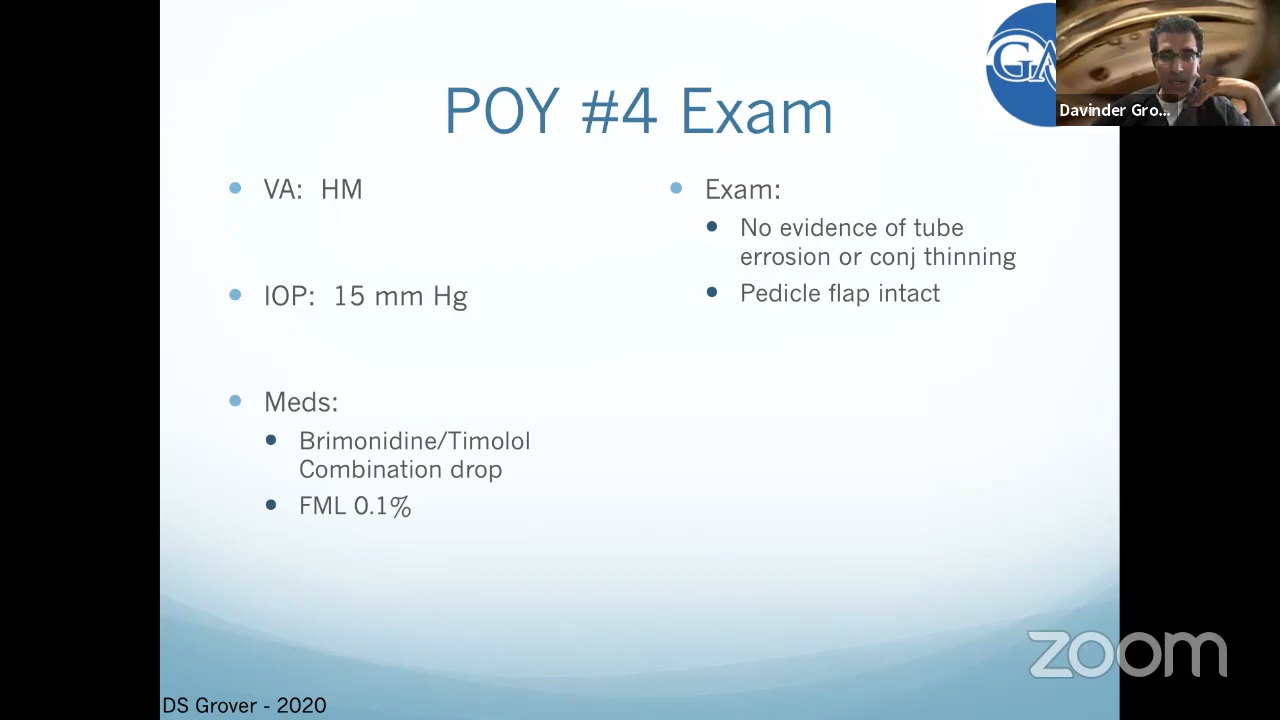 POY #4 Exam
GA
Davinder Gro...
VA: HM
IOP: 15 mm Hg
Meds:
Brimonidine/Timolol
Combination drop
FML 0.1%
Exam:
No evidence of tube
errosion or conj thinning
Pedicle flap intact
zoom
DS Grover - 2020